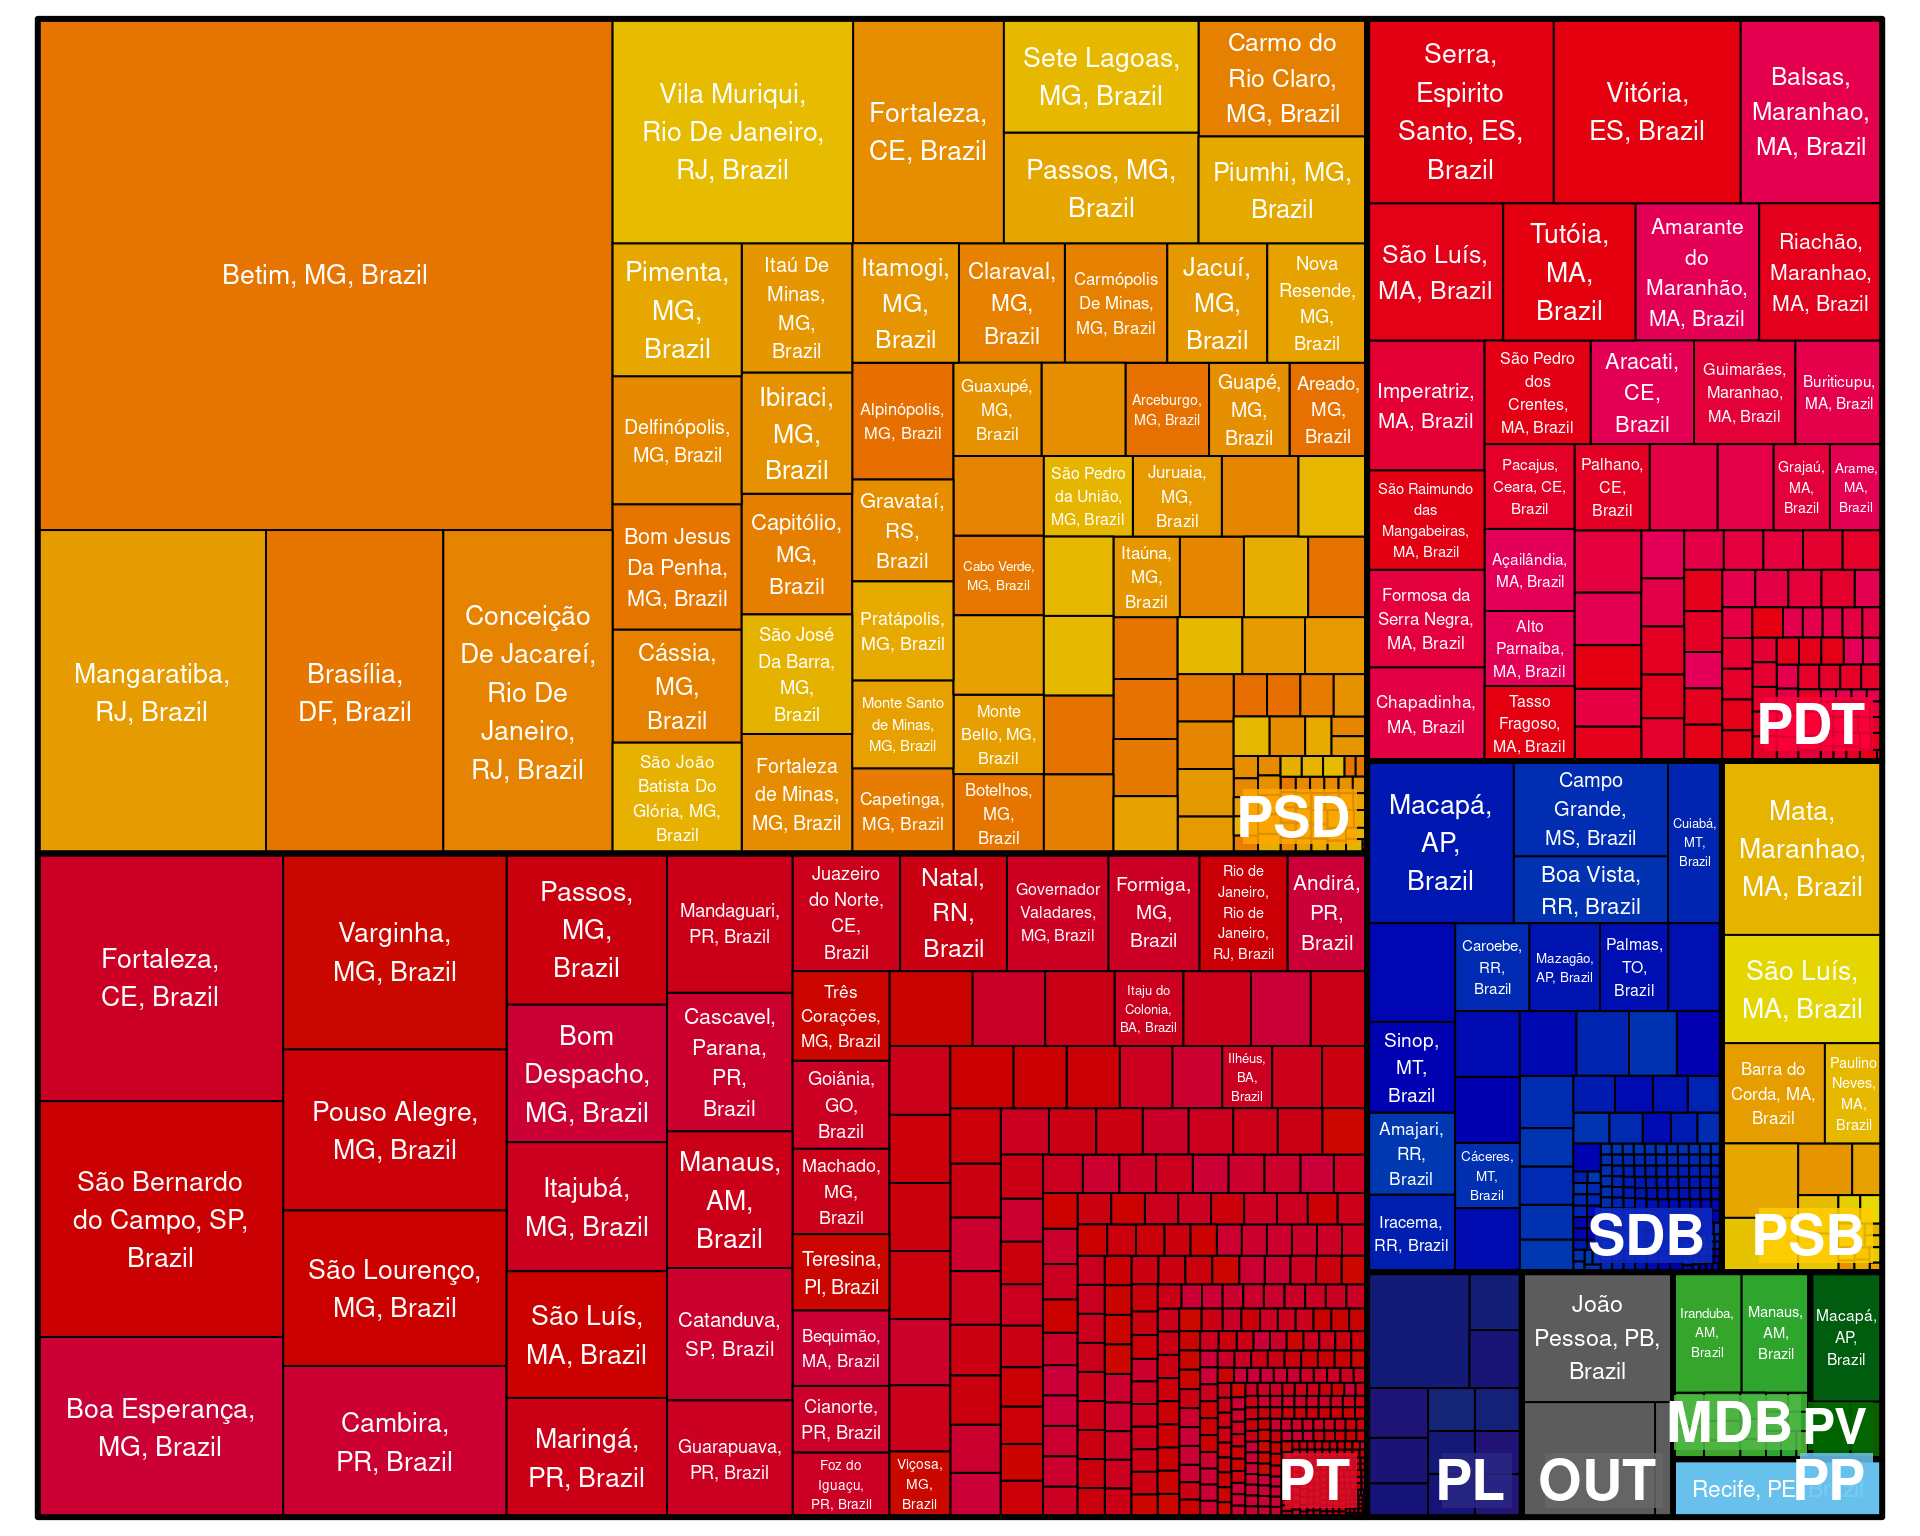 Betim, MG, Brazil
Mangaratiba,
RJ, Brazil
Brasília,
DF, Brazil
Conceição
De Jacareí,
Rio De
Janeiro,
RJ, Brazil
Vila Muriqui,
Rio De Janeiro,
RJ, Brazil
Fortaleza,
CE, Brazil
Sete Lagoas,
MG, Brazil
Carmo do
Rio Claro,
MG, Brazil
Passos, MG,
Brazil
Piumhi, MG,
Brazil
Pimenta,
MG,
Brazil
Itaú De
Minas,
MG,
Brazil
Delfinópolis,
MG, Brazil
Ibiraci,
MG,
Brazil
Bom Jesus
Da Penha,
MG, Brazil
Capitólio,
MG,
Brazil
Cássia,
MG,
Brazil
São José
Da Barra,
MG,
Brazil
São João
Batista Do
Glória, MG,
Brazil
Fortaleza
de Minas,
MG, Brazil
Itamogi,
MG,
Brazil
Claraval,
MG,
Brazil
Carmópolis
De Minas,
MG, Brazil
Jacuí,
MG,
Brazil
Nova
Resende,
MG,
Brazil
Alpinópolis,
MG, Brazil
Guaxupé,
MG,
Brazil
Arceburgo,
MG, Brazil
Guapé,
MG,
Brazil
Areado,
MG,
Brazil
Gravataí,
RS,
Brazil
São Pedro
da União,
MG, Brazil
Juruaia,
MG,
Brazil
Cabo Verde,
MG, Brazil
Itaúna,
MG,
Brazil
Pratápolis,
MG, Brazil
Monte Santo
de Minas,
MG, Brazil
Monte
Bello, MG,
Brazil
Capetinga,
MG, Brazil
Botelhos,
MG,
Brazil
PSD
Serra,
Espirito
Santo, ES,
Brazil
Vitória,
ES, Brazil
Balsas,
Maranhao,
MA, Brazil
São Luís,
MA, Brazil
Tutóia,
MA,
Brazil
Amarante
do
Maranhão,
MA, Brazil
Riachão,
Maranhao,
MA, Brazil
Imperatriz,
MA, Brazil
São Pedro
dos
Crentes,
MA, Brazil
Aracati,
CE,
Brazil
Guimarães,
Maranhao,
MA, Brazil
Buriticupu,
MA, Brazil
São Raimundo
das
Mangabeiras,
MA, Brazil
Pacajus,
Ceara, CE,
Brazil
Palhano,
CE,
Brazil
Grajaú,
MA,
Brazil
Arame,
MA,
Brazil
Açailândia,
MA, Brazil
Formosa da
Serra Negra,
MA, Brazil
Alto
Parnaíba,
MA, Brazil
Chapadinha,
MA, Brazil
Tasso
Fragoso,
MA, Brazil
PDT
Fortaleza,
CE, Brazil
São Bernardo
do Campo, SP,
Brazil
Boa Esperança,
MG, Brazil
Varginha,
MG, Brazil
Pouso Alegre,
MG, Brazil
São Lourenço,
MG, Brazil
Cambira,
PR, Brazil
Passos,
MG,
Brazil
Bom
Despacho,
MG, Brazil
Itajubá,
MG, Brazil
São Luís,
MA, Brazil
Maringá,
PR, Brazil
Mandaguari,
PR, Brazil
Cascavel,
Parana,
PR,
Brazil
Manaus,
AM,
Brazil
Catanduva,
SP, Brazil
Guarapuava,
PR, Brazil
Juazeiro
do Norte,
CE,
Brazil
Natal,
RN,
Brazil
Governador
Valadares,
MG, Brazil
Formiga,
MG,
Brazil
Rio de
Janeiro,
Rio de
Janeiro,
RJ, Brazil
Andirá,
PR,
Brazil
Três
Corações,
MG, Brazil
Itaju do
Colonia,
BA, Brazil
Goiânia,
GO,
Brazil
Ilhéus,
BA,
Brazil
Machado,
MG,
Brazil
Teresina,
PI, Brazil
Bequimão,
MA, Brazil
Cianorte,
PR, Brazil
Foz do
Iguaçu,
PR, Brazil
Viçosa,
MG,
Brazil
PT
Macapá,
AP,
Brazil
Campo
Grande,
MS, Brazil
Cuiabá,
MT,
Brazil
Boa Vista,
RR, Brazil
Caroebe,
RR,
Brazil
Mazagão,
AP, Brazil
Palmas,
TO,
Brazil
Sinop,
MT,
Brazil
Amajari,
RR,
Brazil
Cáceres,
MT,
Brazil
Iracema,
RR, Brazil
SDB
Mata,
Maranhao,
MA, Brazil
São Luís,
MA, Brazil
Barra do
Corda, MA,
Brazil
Paulino
Neves,
MA,
Brazil
PSB
PL
João
Pessoa, PB,
Brazil
OUT
Iranduba,
AM,
Brazil
Manaus,
AM,
Brazil
MDB
Macapá,
AP,
Brazil
PV
Recife, PE, Brazil
PP